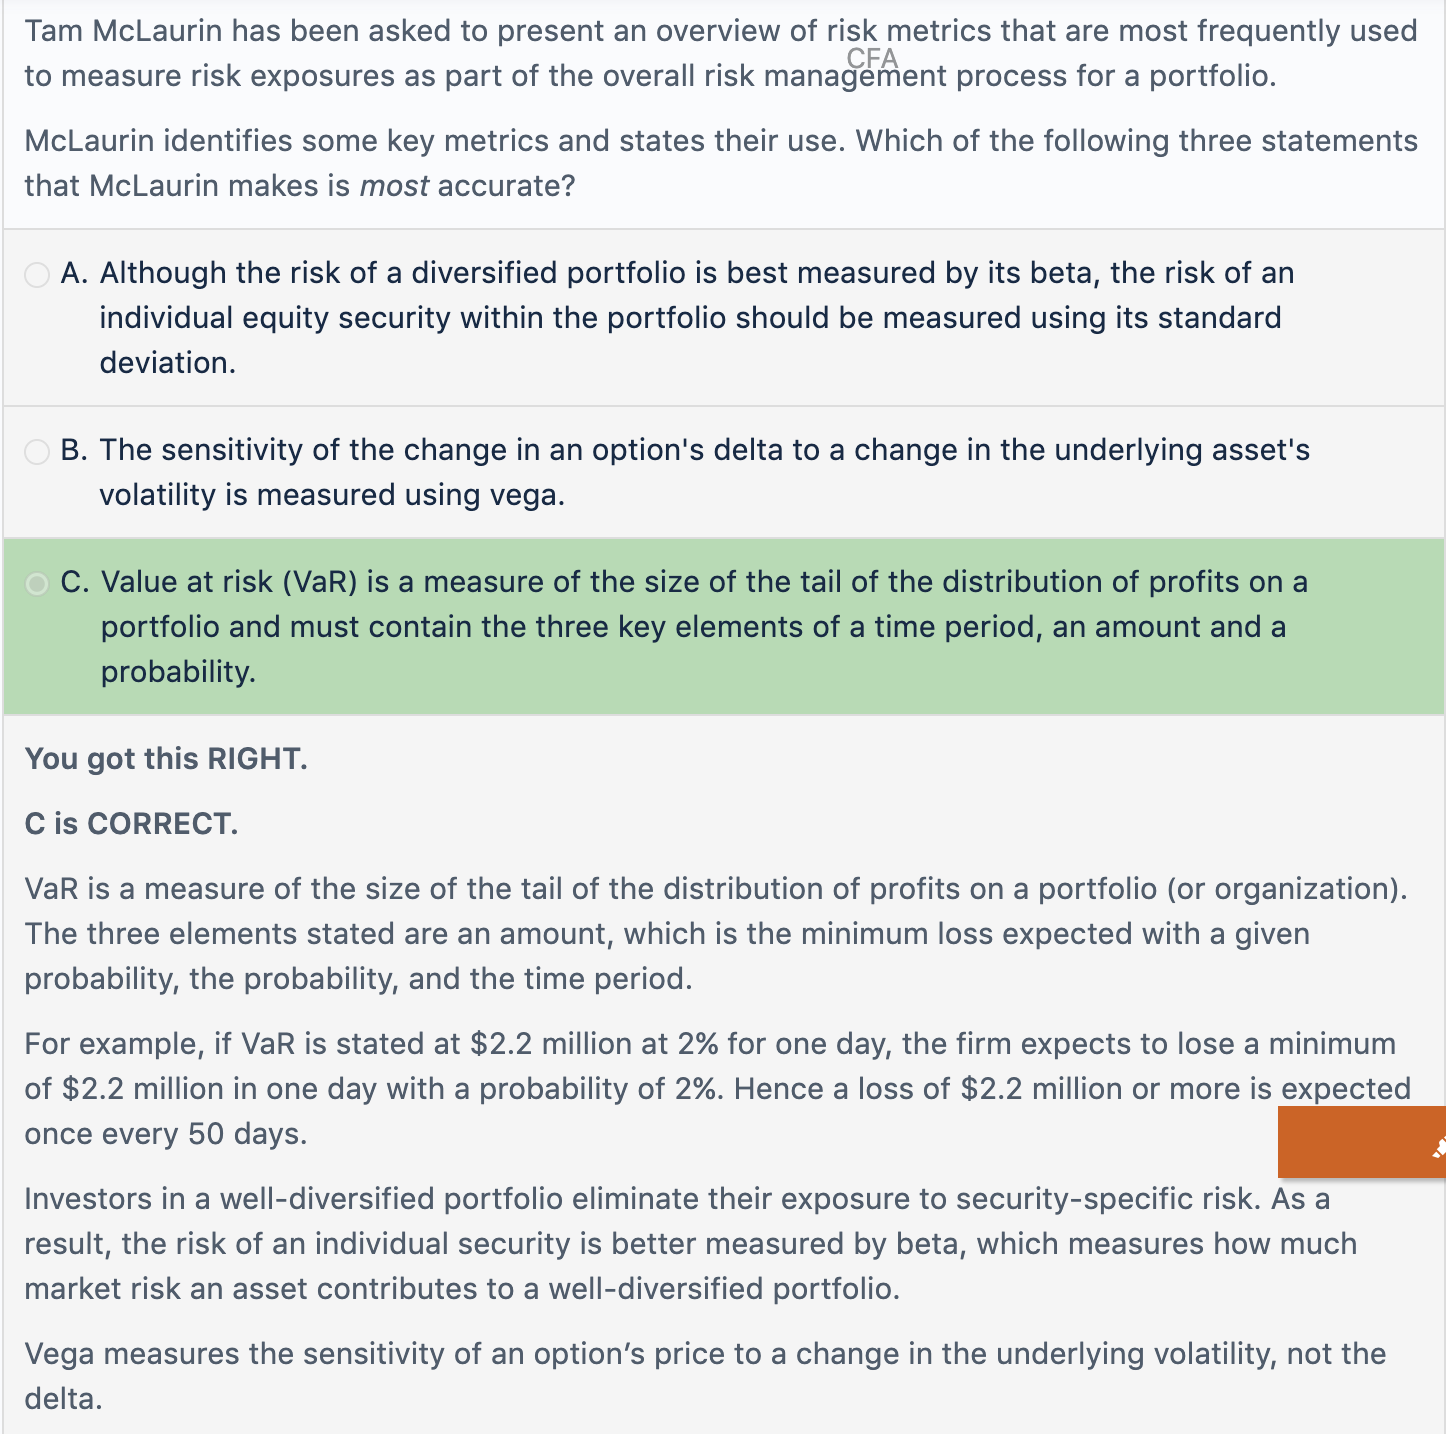 Tam McLaurin has been asked to present an overview of risk metrics that are most frequently used
CFA
to measure risk exposures as part of the overall risk management process for a portfolio.
McLaurin identifies some key metrics and states their use. Which of the following three statements
that McLaurin makes is most accurate?
A. Although the risk of a diversified portfolio is best measured by its beta, the risk of an
individual equity security within the portfolio should be measured using its standard
deviation.
B. The sensitivity of the change in an option's delta to a change in the underlying asset's
volatility is measured using vega.
C. Value at risk (VaR) is a measure of the size of the tail of the distribution of profits on a
portfolio and must contain the three key elements of a time period, an amount and a
probability.
You got this RIGHT.
C is CORRECT.
VaR is a measure of the size of the tail of the distribution of profits on a portfolio (or organization).
The three elements stated are an amount, which is the minimum loss expected with a given
probability, the probability, and the time period.
For example, if VaR is stated at $2.2 million at 2% for one day, the firm expects to lose a minimum
of $2.2 million in one day with a probability of 2%. Hence a loss of $2.2 million or more is expected
once every 50 days.
Investors in a well-diversified portfolio eliminate their exposure to security-specific risk. As a
result, the risk of an individual security is better measured by beta, which measures how much
market risk an asset contributes to a well-diversified portfolio.
Vega measures the sensitivity of an option’s price to a change in the underlying volatility, not the
delta.